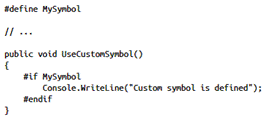 #define MySymbol
// ...
public void UseCustomSymbol()
{
#if MySymbol
Console.WriteLine("Custom symbol is defined");
#endif
}